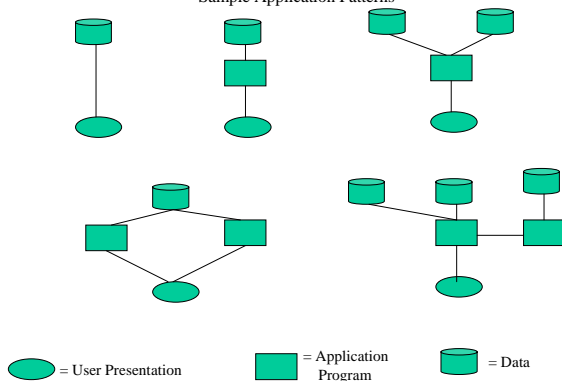 Sample Application Patterns
= User Presentation
= Application
Program
= Data